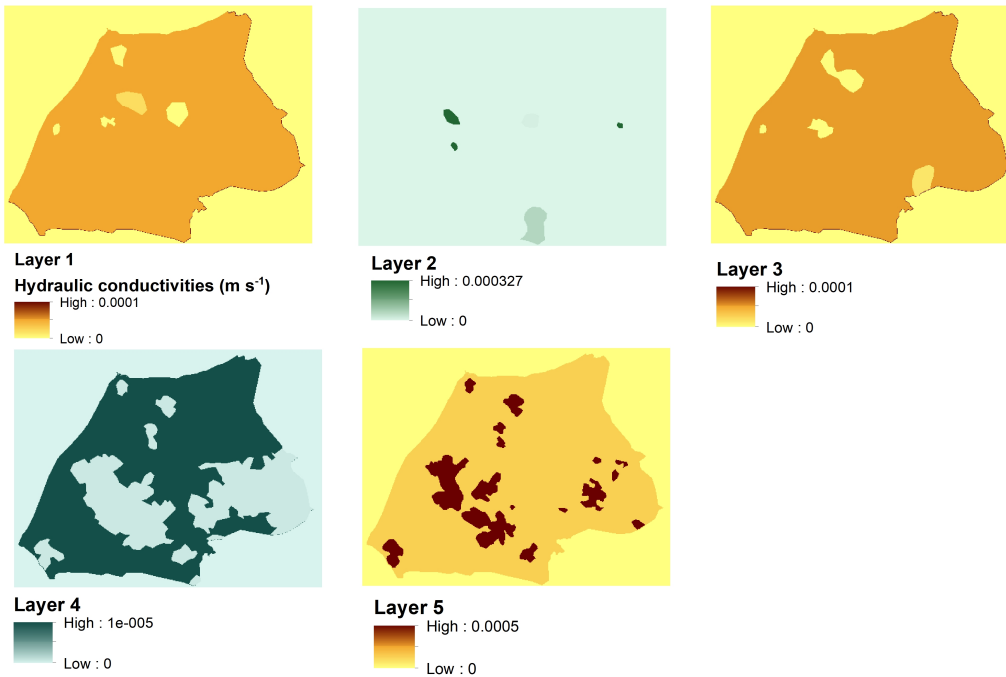 Layer 1
Hydraulic conductivities (m s⁻¹)
High : 0.0001
Low : 0
Layer 2
High : 0.000327
Low : 0
Layer 3
High : 0.0001
Low : 0
Layer 4
High : 1e-005
Low : 0
Layer 5
High : 0.0005
Low : 0